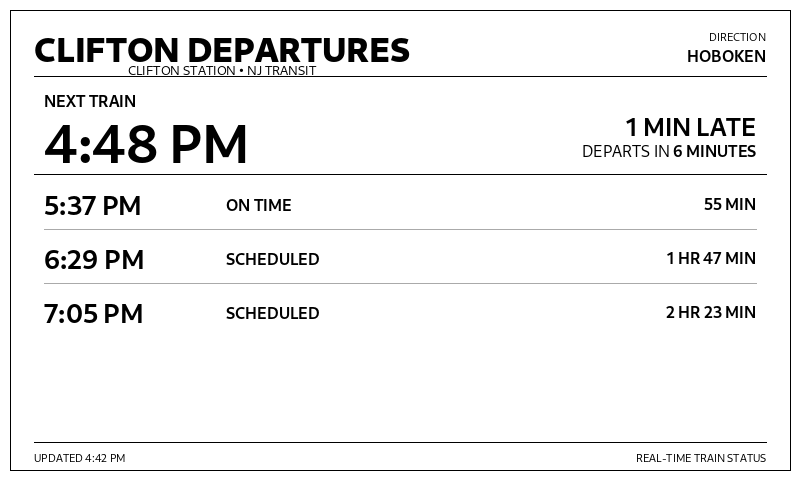 CLIFTON DEPARTURES
CLIFTON STATION • NJ TRANSIT
DIRECTION
HOBOKEN
NEXT TRAIN
4:48 PM
1 MIN LATE
DEPARTS IN 6 MINUTES
5:37 PM ON TIME 55 MIN
6:29 PM SCHEDULED 1 HR 47 MIN
7:05 PM SCHEDULED 2 HR 23 MIN
UPDATED 4:42 PM
REAL-TIME TRAIN STATUS